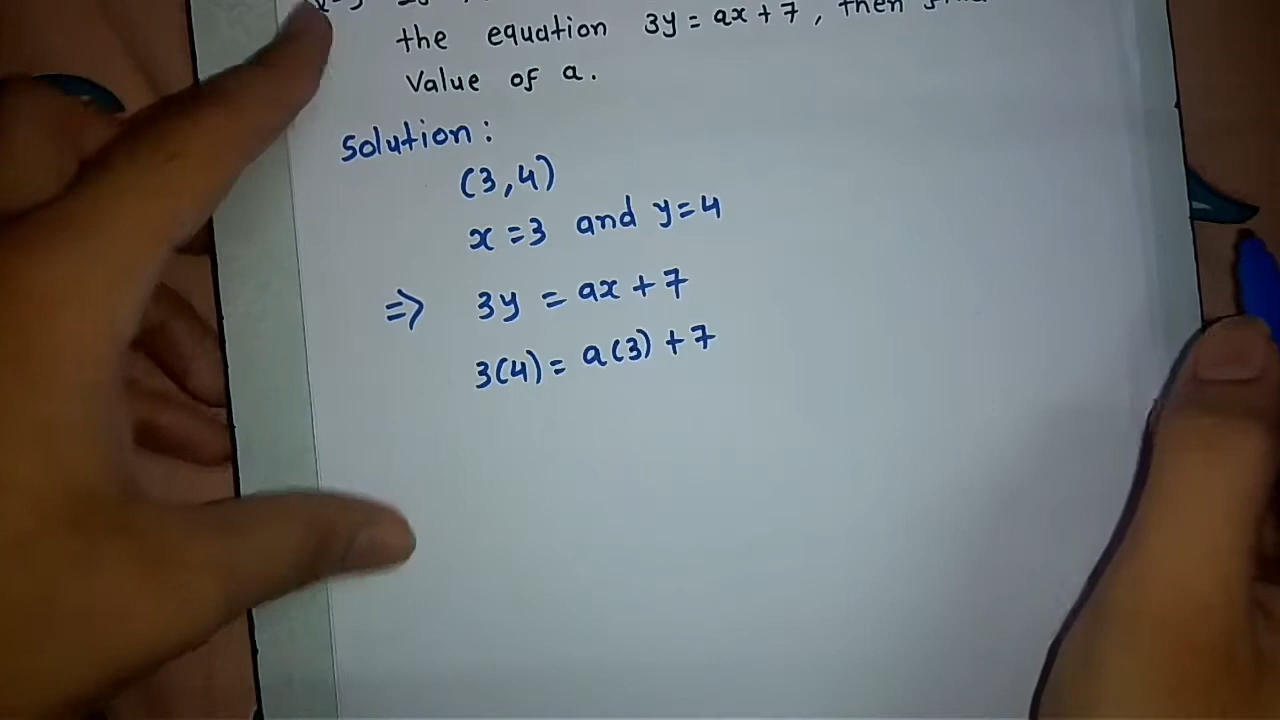 the equation 3y = ax + 7, then
Value of a.
Solution:
(3,4)
x = 3 and y = 4
⇒ 3y = ax + 7
3(4) = a(3) + 7